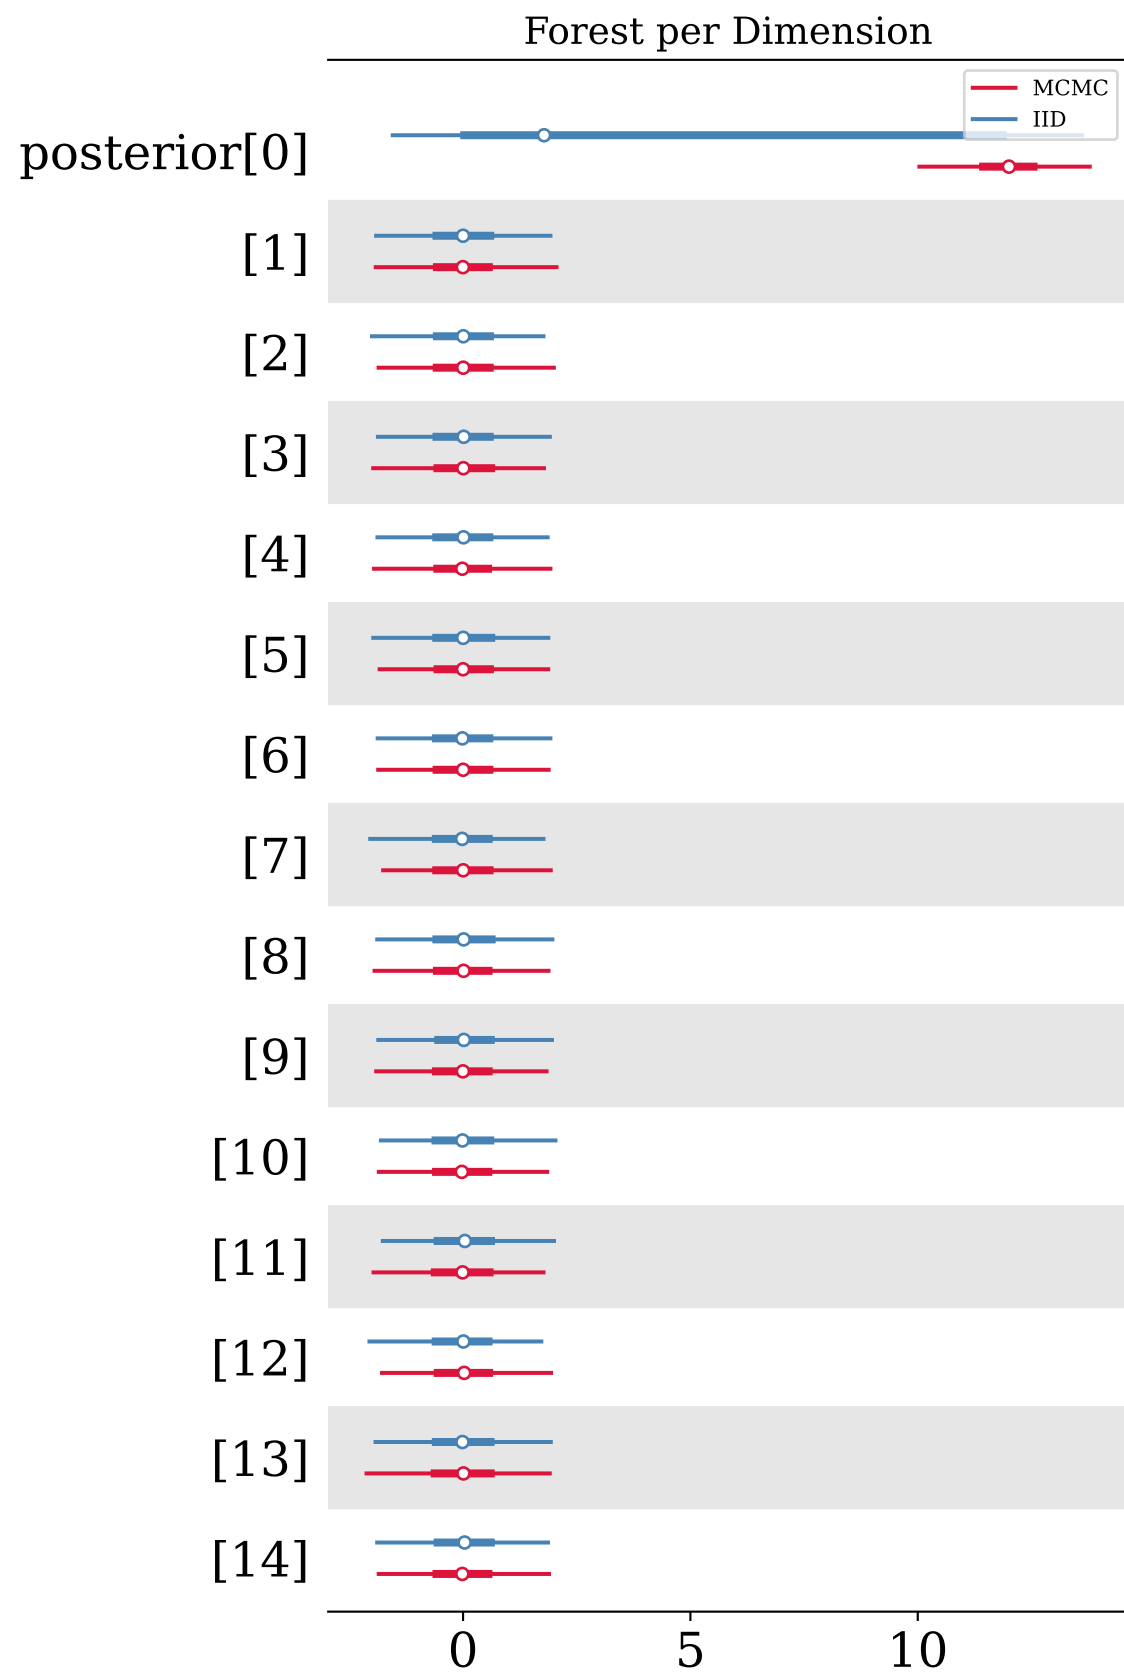 Forest per Dimension
MCMC
IID
posterior[0]
[1]
[2]
[3]
[4]
[5]
[6]
[7]
[8]
[9]
[10]
[11]
[12]
[13]
[14]
0 5 10